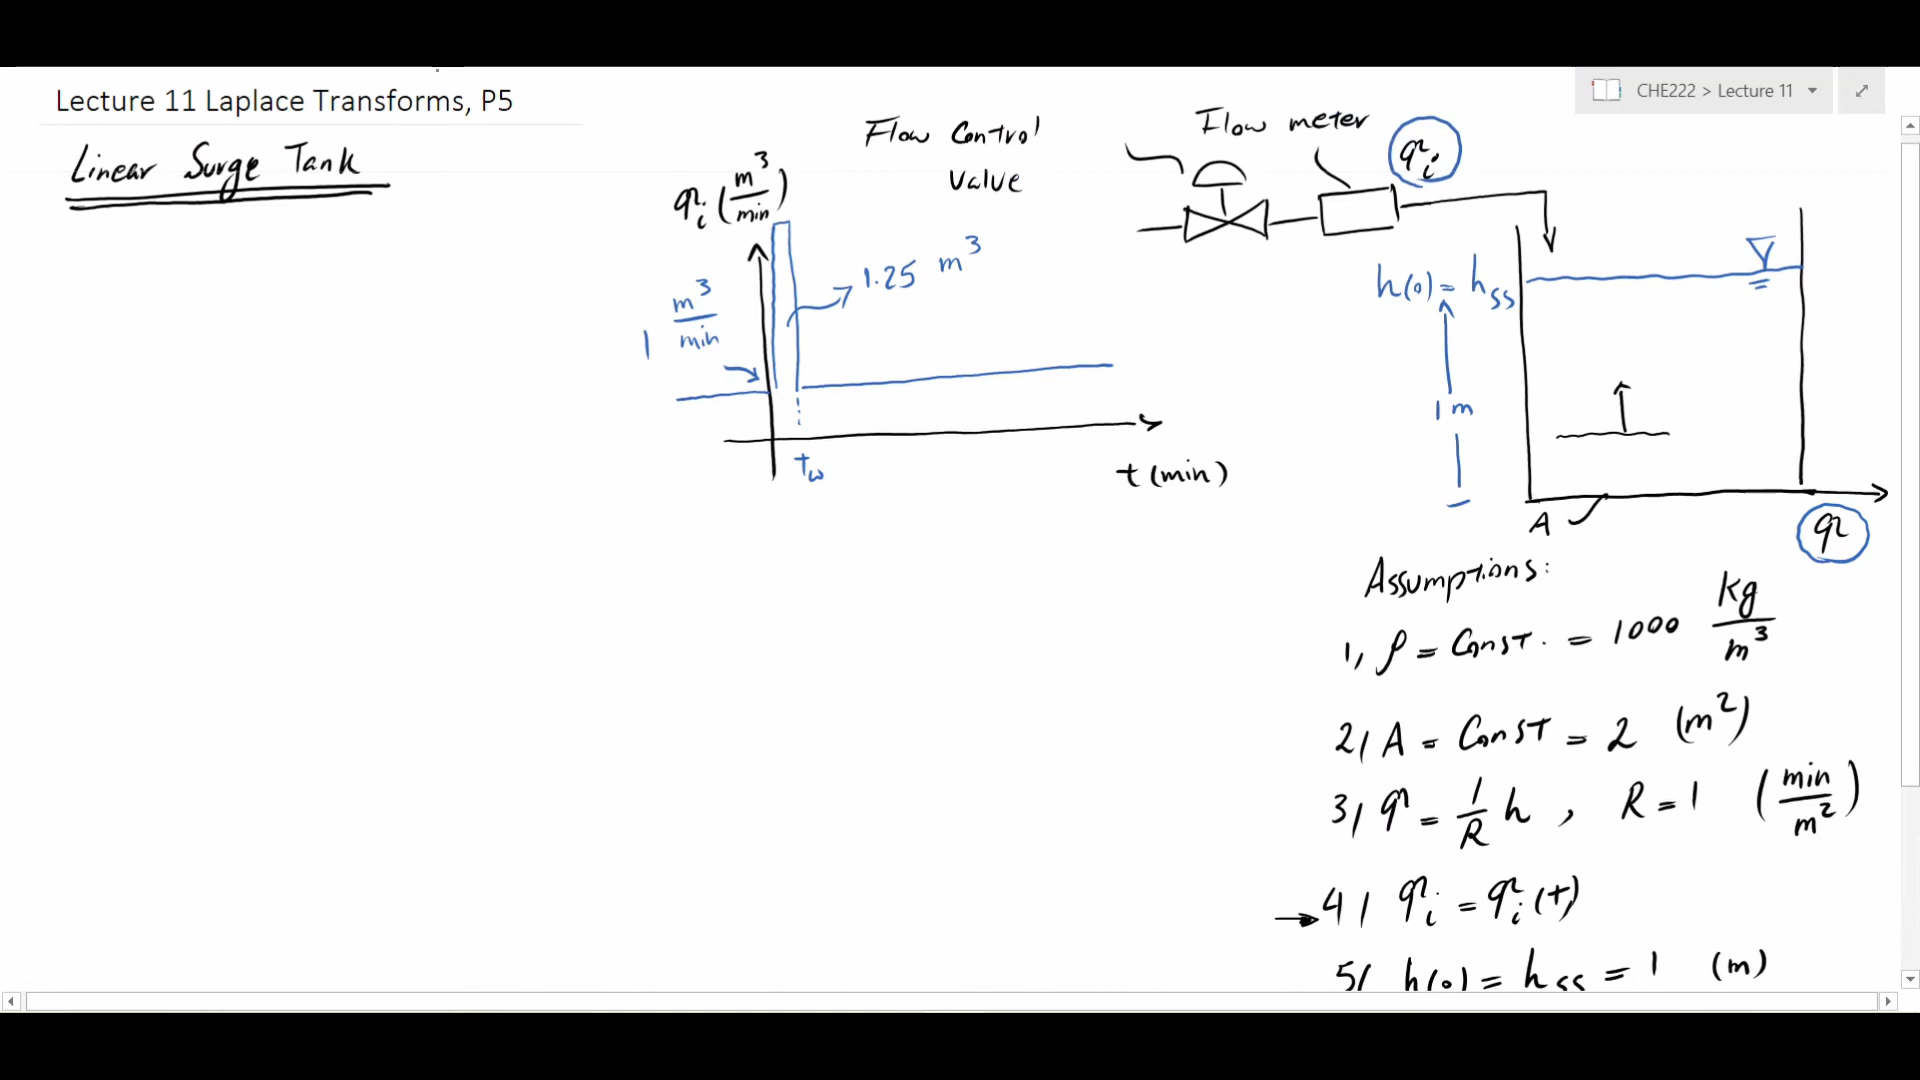 Lecture 11 Laplace Transforms, P5
CHE222 > Lecture 11
Linear Surge Tank
Flow Control
Valve
Flow meter
qi
qi (m³/min)
1.25 m³
1 m³/min
tω
t (min)
h(0) = hss
1 m
A
q
Assumptions:
1, ρ = Const. = 1000 kg/m³
2/ A = Const = 2 (m²)
3/ q = 1/R h , R = 1 (min/m²)
→ 4/ qi = qi(t)
5/ h(0) = hss = 1 (m)